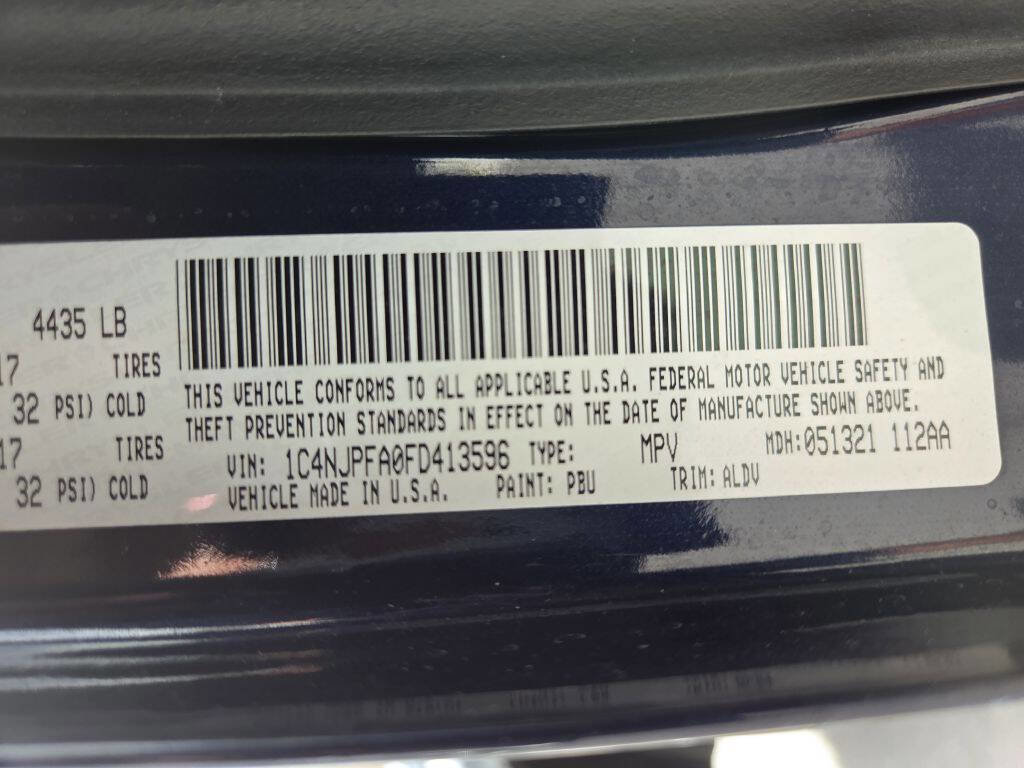 4435 LB
17 TIRES
32 PSI) COLD
17 TIRES
32 PSI) COLD
THIS VEHICLE CONFORMS TO ALL APPLICABLE U.S.A. FEDERAL MOTOR VEHICLE SAFETY AND
THEFT PREVENTION STANDARDS IN EFFECT ON THE DATE OF MANUFACTURE SHOWN ABOVE.
VIN: 1C4NJPFA0FD413596 TYPE: MPV MDH:051321 112AA
VEHICLE MADE IN U.S.A. PAINT: PBU TRIM: ALDV